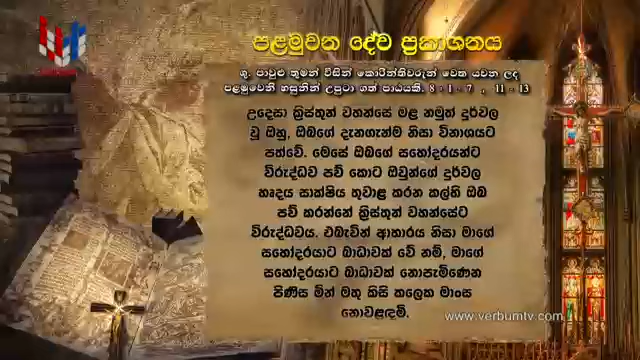 පළමුවන දේව ප්‍රකාශනය
ශු. පාවුළු තුමන් විසින් කොරින්තිවරුන් වෙත යවන ලද
පළමුවෙනි හසුනින් උපුටා ගත් පාඨයකි. 8 : 1 - 7 , 11 - 13
උදෙසා ක්‍රිස්තුන් වහන්සේ මළ නමුත් දුර්වල
වූ ඔහු, ඔබගේ දැනගැන්ම නිසා විනාශයට
පත්වේ. මෙසේ ඔබගේ සහෝදරයන්ට
විරුද්ධව පව් කොට ඔවුන්ගේ දුර්වල
හෘදය සාක්ෂිය තුවාළ කරන කල්හි ඔබ
පව් කරන්නේ ක්‍රිස්තුන් වහන්සේට
විරුද්ධවය. එබැවින් ආහාරය නිසා මාගේ
සහෝදරයාට බාධාවක් වේ නම්, මාගේ
සහෝදරයාට බාධාවක් නොපැමිණෙන
පිණිස මින් මතු කිසි කලෙක මාංස
නොවළඳමි.
www.verbumtv.com